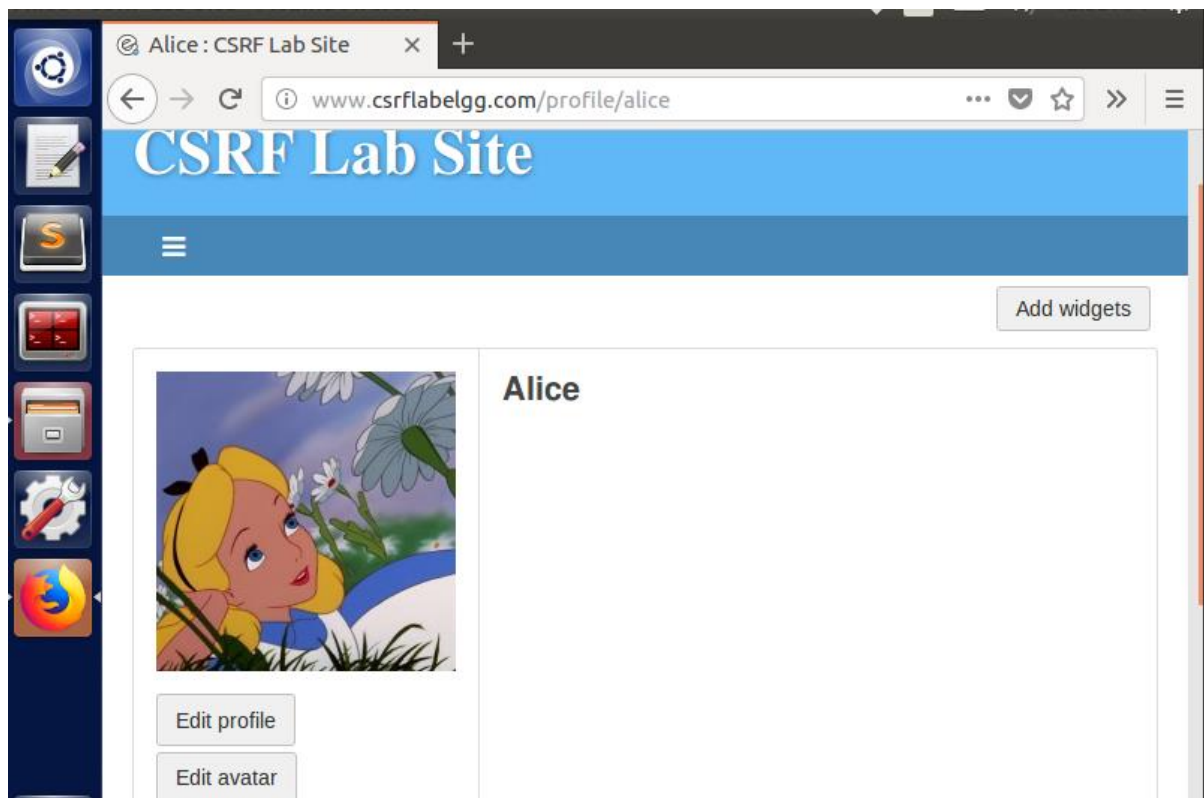 Alice : CSRF Lab Site
www.csrflabelgg.com/profile/alice
CSRF Lab Site
Add widgets
Alice
Edit profile
Edit avatar